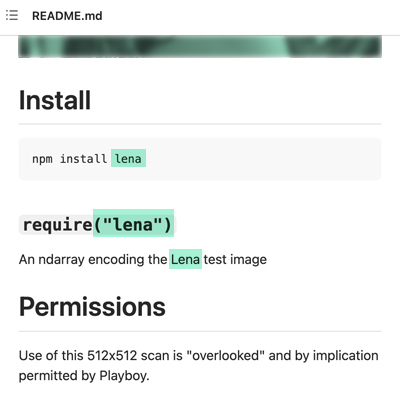 README.md
Install
npm install lena
require("lena")
An ndarray encoding the Lena test image
Permissions
Use of this 512x512 scan is "overlooked" and by implication
permitted by Playboy.